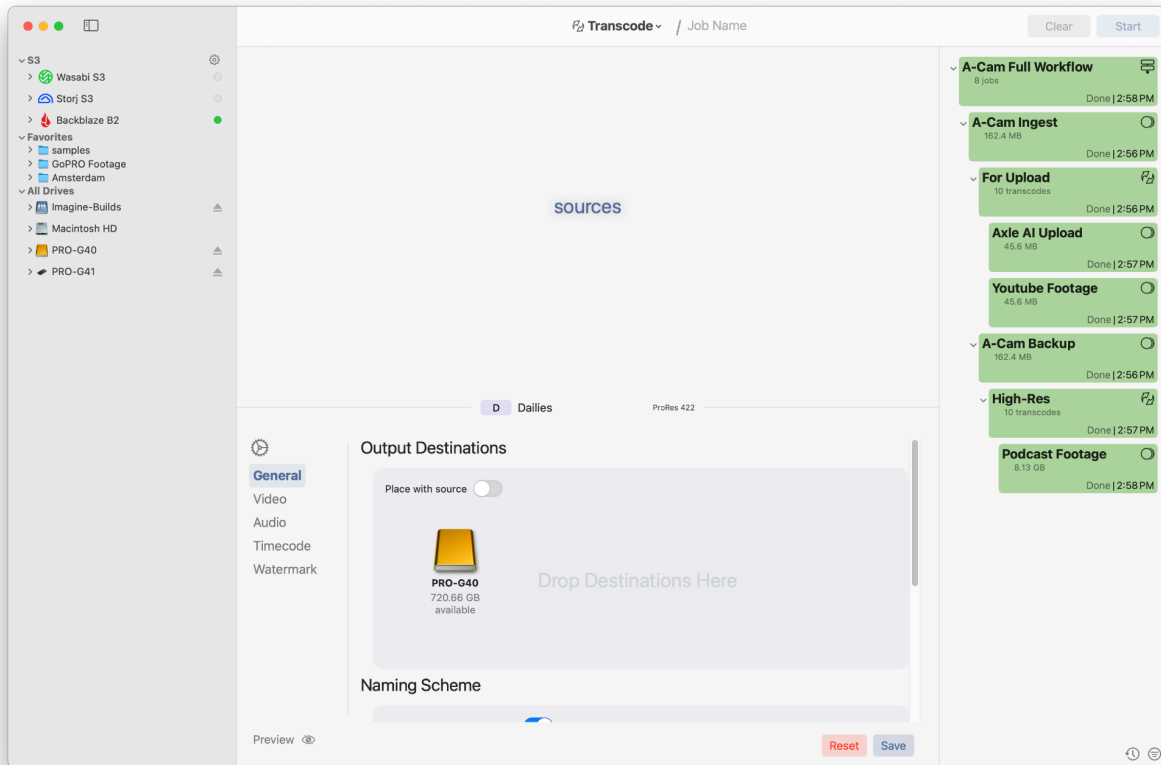 Transcode
/ Job Name
Clear
Start
S3
Wasabi S3
Storj S3
Backblaze B2
Favorites
samples
GoPRO Footage
Amsterdam
All Drives
Imagine-Builds
Macintosh HD
PRO-G40
PRO-G41
sources
D Dailies ProRes 422
General
Video
Audio
Timecode
Watermark
Preview
Output Destinations
Place with source
PRO-G40
720.66 GB
available
Drop Destinations Here
Naming Scheme
Reset
Save
A-Cam Full Workflow
8 jobs
Done | 2:58 PM
A-Cam Ingest
162.4 MB
Done | 2:56 PM
For Upload
10 transcodes
Done | 2:56 PM
Axle AI Upload
45.6 MB
Done | 2:57 PM
Youtube Footage
45.6 MB
Done | 2:57 PM
A-Cam Backup
162.4 MB
Done | 2:56 PM
High-Res
10 transcodes
Done | 2:57 PM
Podcast Footage
8.13 GB
Done | 2:58 PM